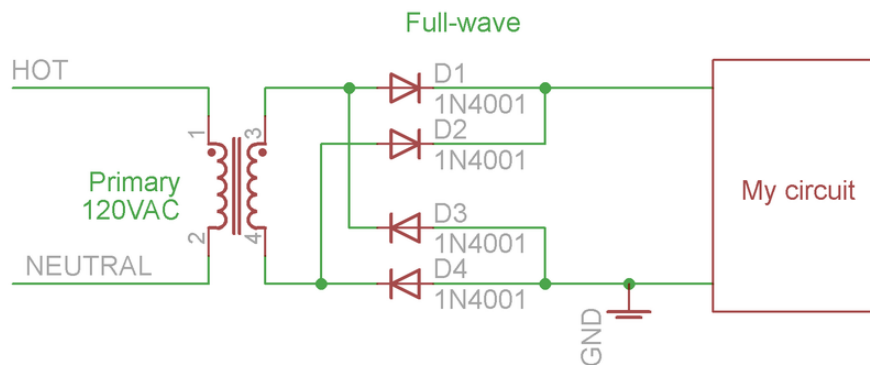 Full-wave
HOT
D1
1N4001
D2
1N4001
1
3
Primary
120VAC
My circuit
D3
1N4001
2
4
NEUTRAL
D4
1N4001
GND